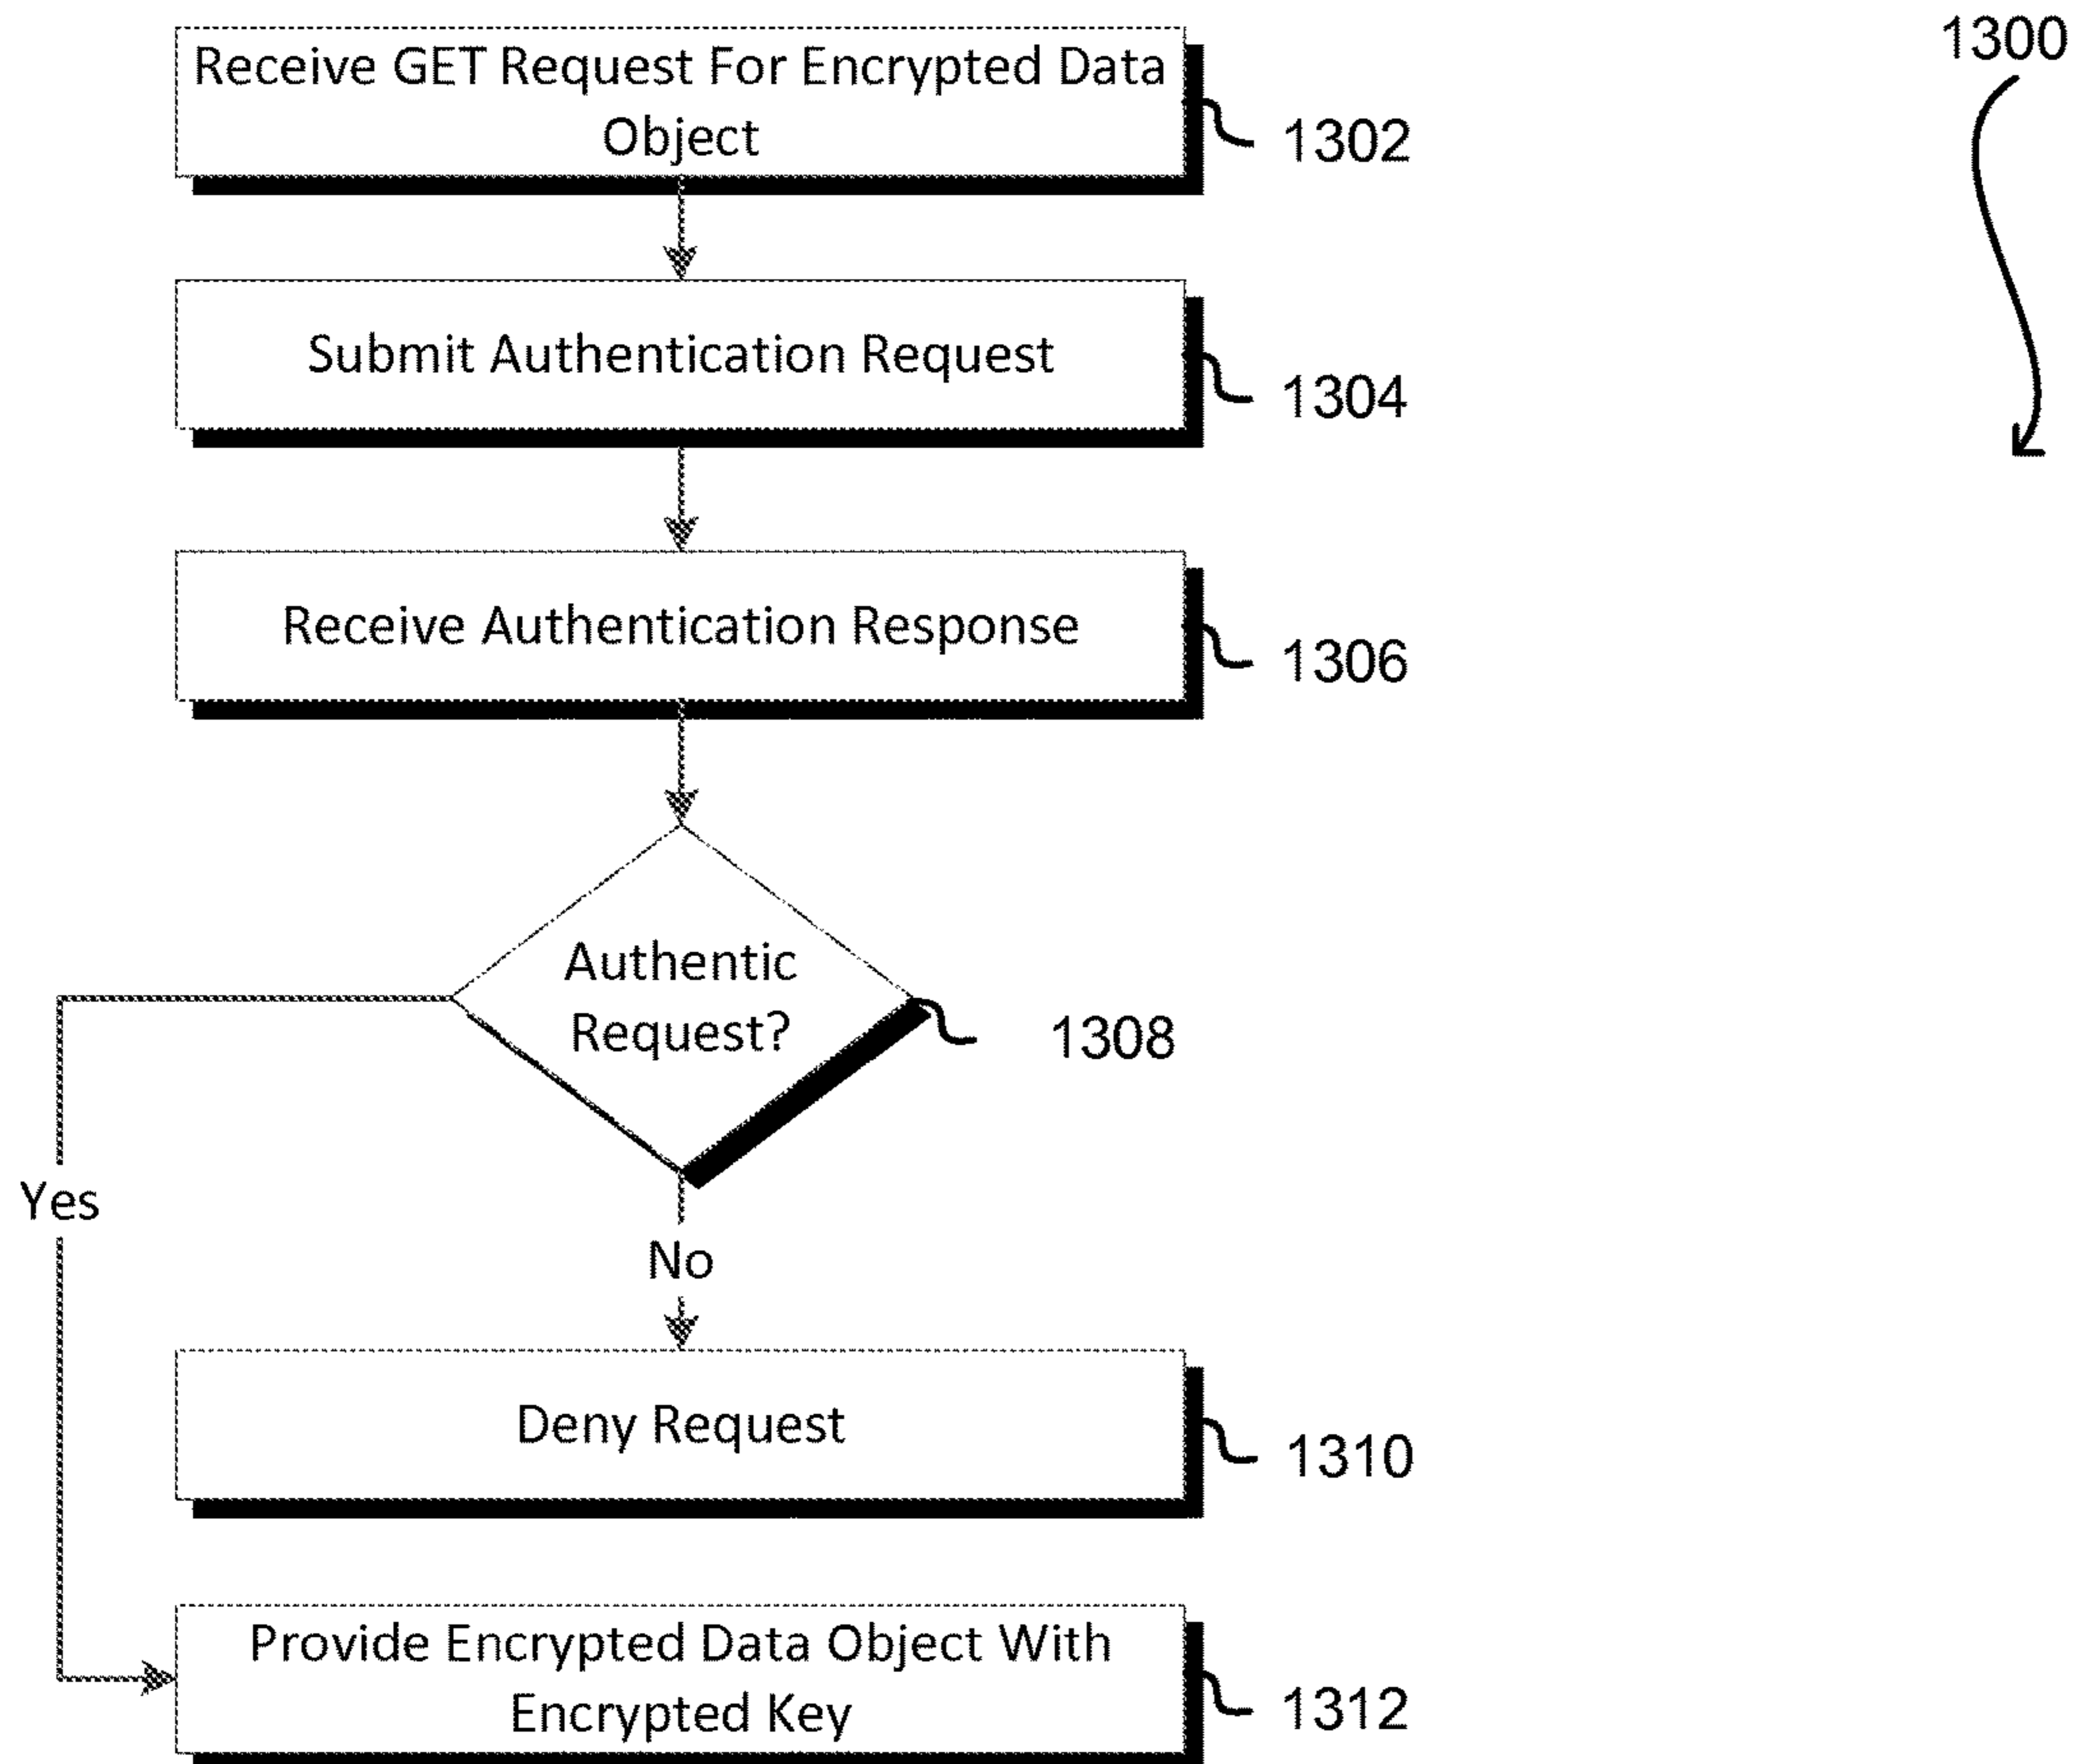 1300
Receive GET Request For Encrypted Data
Object
1302
Submit Authentication Request
1304
Receive Authentication Response
1306
Authentic
Request?
1308
Yes
No
Deny Request
1310
Provide Encrypted Data Object With
Encrypted Key
1312